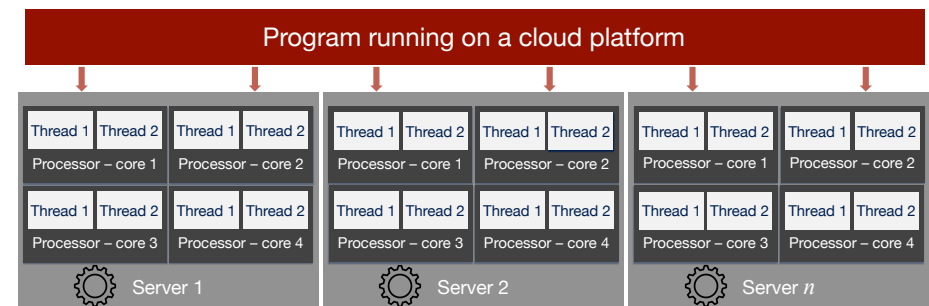 Program running on a cloud platform
Thread 1 Thread 2 Thread 1 Thread 2 Thread 1 Thread 2 Thread 1 Thread 2 Thread 1 Thread 2 Thread 1 Thread 2
Processor – core 1 Processor – core 2 Processor – core 1 Processor – core 2 Processor – core 1 Processor – core 2
Thread 1 Thread 2 Thread 1 Thread 2 Thread 1 Thread 2 Thread 1 Thread 2 Thread 1 Thread 2 Thread 1 Thread 2
Processor – core 3 Processor – core 4 Processor – core 3 Processor – core 4 Processor – core 3 Processor – core 4
Server 1 Server 2 Server n